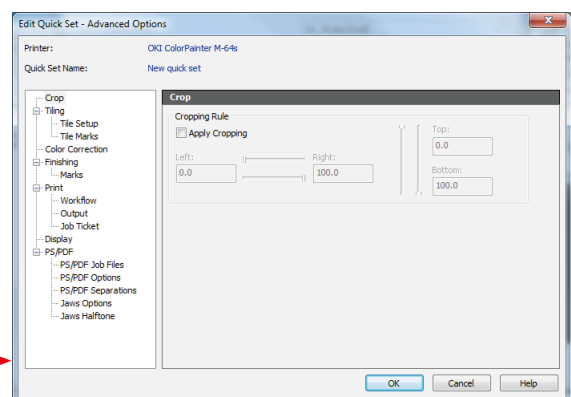 Edit Quick Set - Advanced Options
Printer: OKI ColorPainter M-64s
Quick Set Name: New quick set
Crop
Tiling
Tile Setup
Tile Marks
Color Correction
Finishing
Marks
Print
Workflow
Output
Job Ticket
Display
PS/PDF
PS/PDF Job Files
PS/PDF Options
PS/PDF Separations
Jaws Options
Jaws Halftone
Crop
Cropping Rule
Apply Cropping
Left: Right:
0.0 100.0
Top:
0.0
Bottom:
100.0
OK Cancel Help